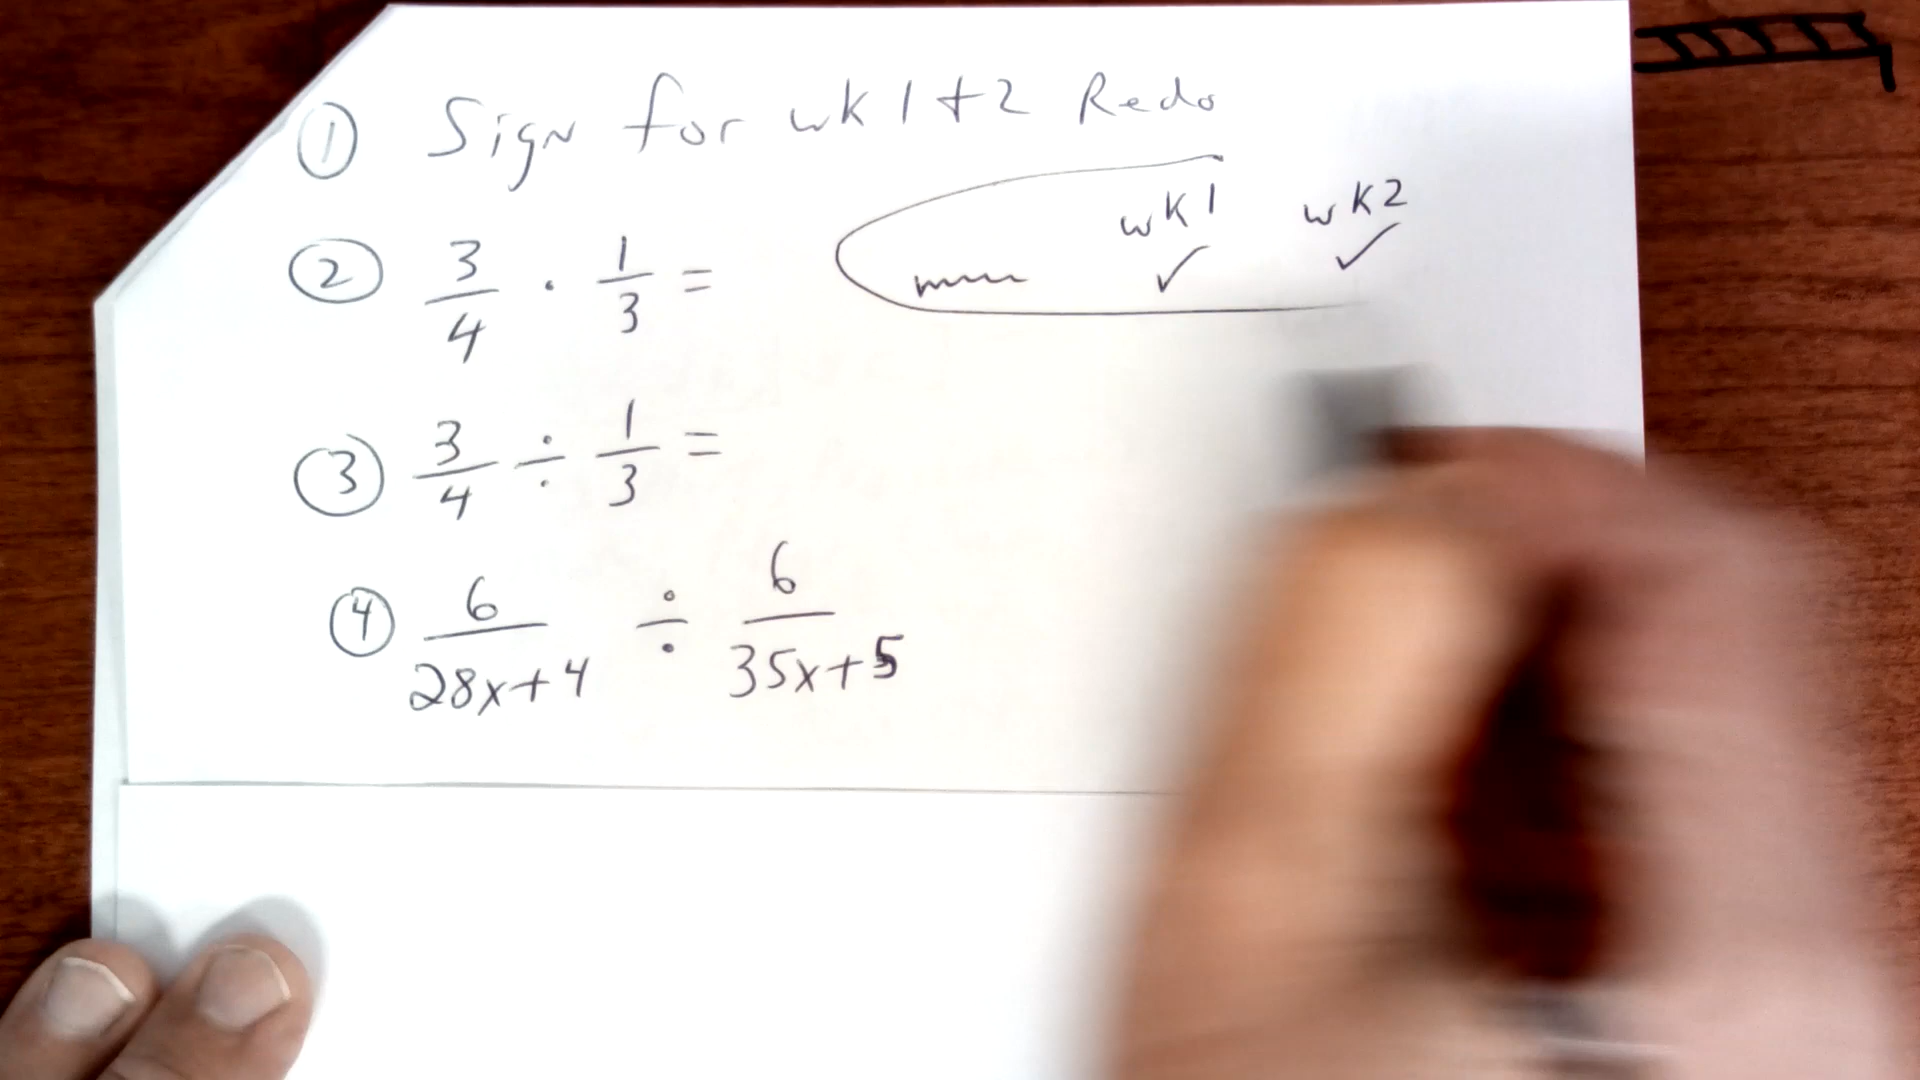 ① Sign for wk 1+2 Redo
wk1 wk2
✓ ✓
② 3/4 · 1/3 =
③ 3/4 ÷ 1/3 =
④ 6/(28x+4) ÷ 6/(35x+5)